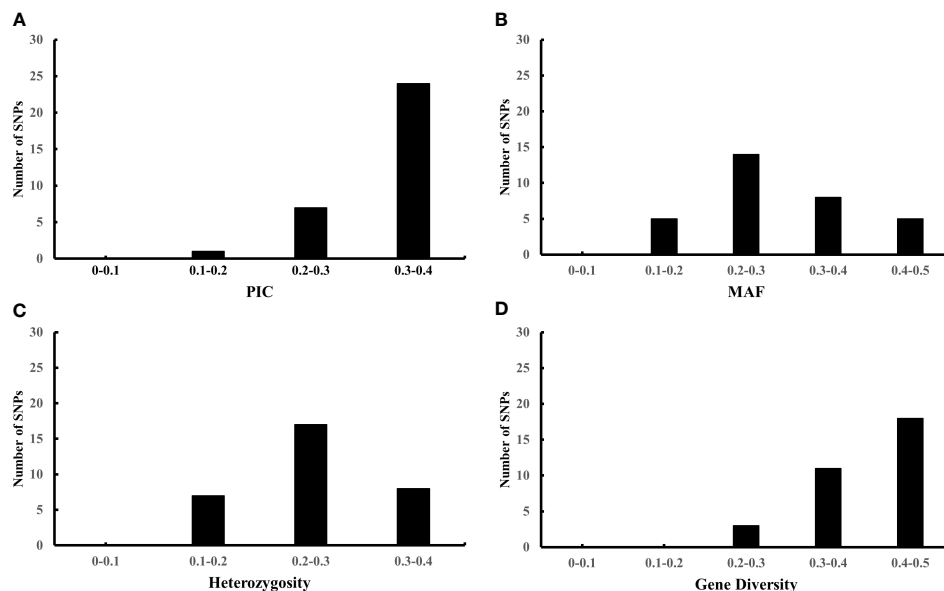 A
Number of SNPs
30
25
20
15
10
5
0
0-0.1 0.1-0.2 0.2-0.3 0.3-0.4
PIC
B
Number of SNPs
30
25
20
15
10
5
0
0-0.1 0.1-0.2 0.2-0.3 0.3-0.4 0.4-0.5
MAF
C
Number of SNPs
30
25
20
15
10
5
0
0-0.1 0.1-0.2 0.2-0.3 0.3-0.4
Heterozygosity
D
Number of SNPs
30
25
20
15
10
5
0
0-0.1 0.1-0.2 0.2-0.3 0.3-0.4 0.4-0.5
Gene Diversity